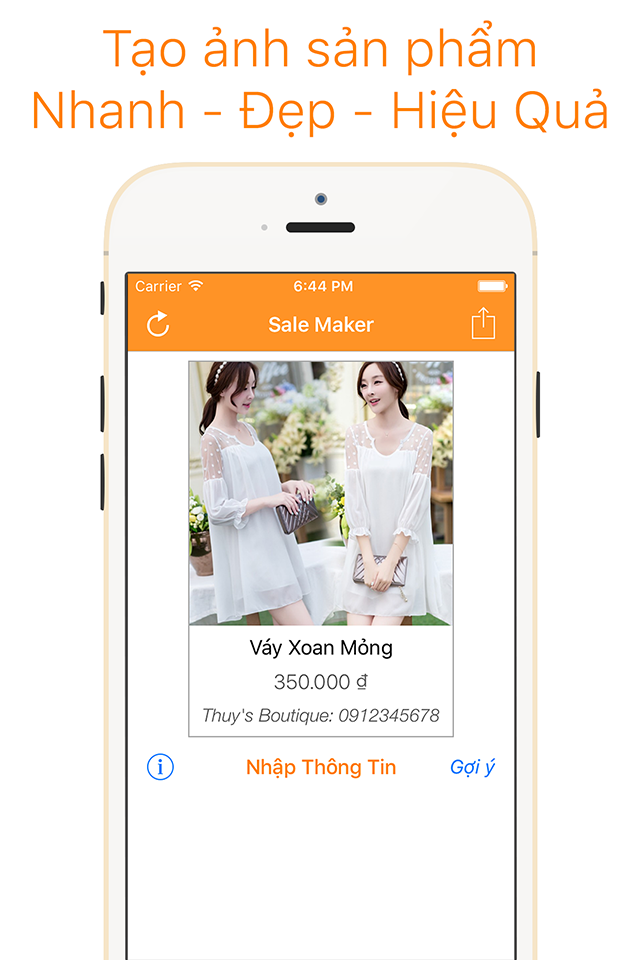 Tạo ảnh sản phẩm
Nhanh - Đẹp - Hiệu Quả
Carrier 6:44 PM
Sale Maker
Váy Xoan Mỏng
350.000 ₫
Thuy's Boutique: 0912345678
Nhập Thông Tin Gợi ý